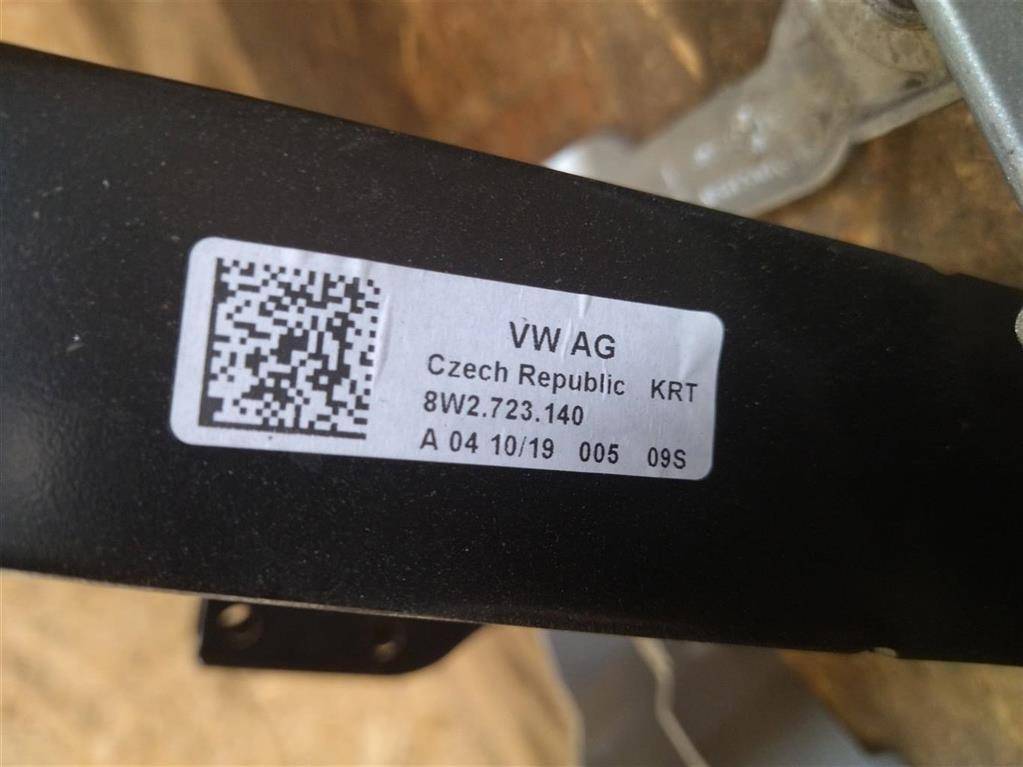 VW AG
Czech Republic KRT
8W2.723.140
A 04 10/19 005 09S